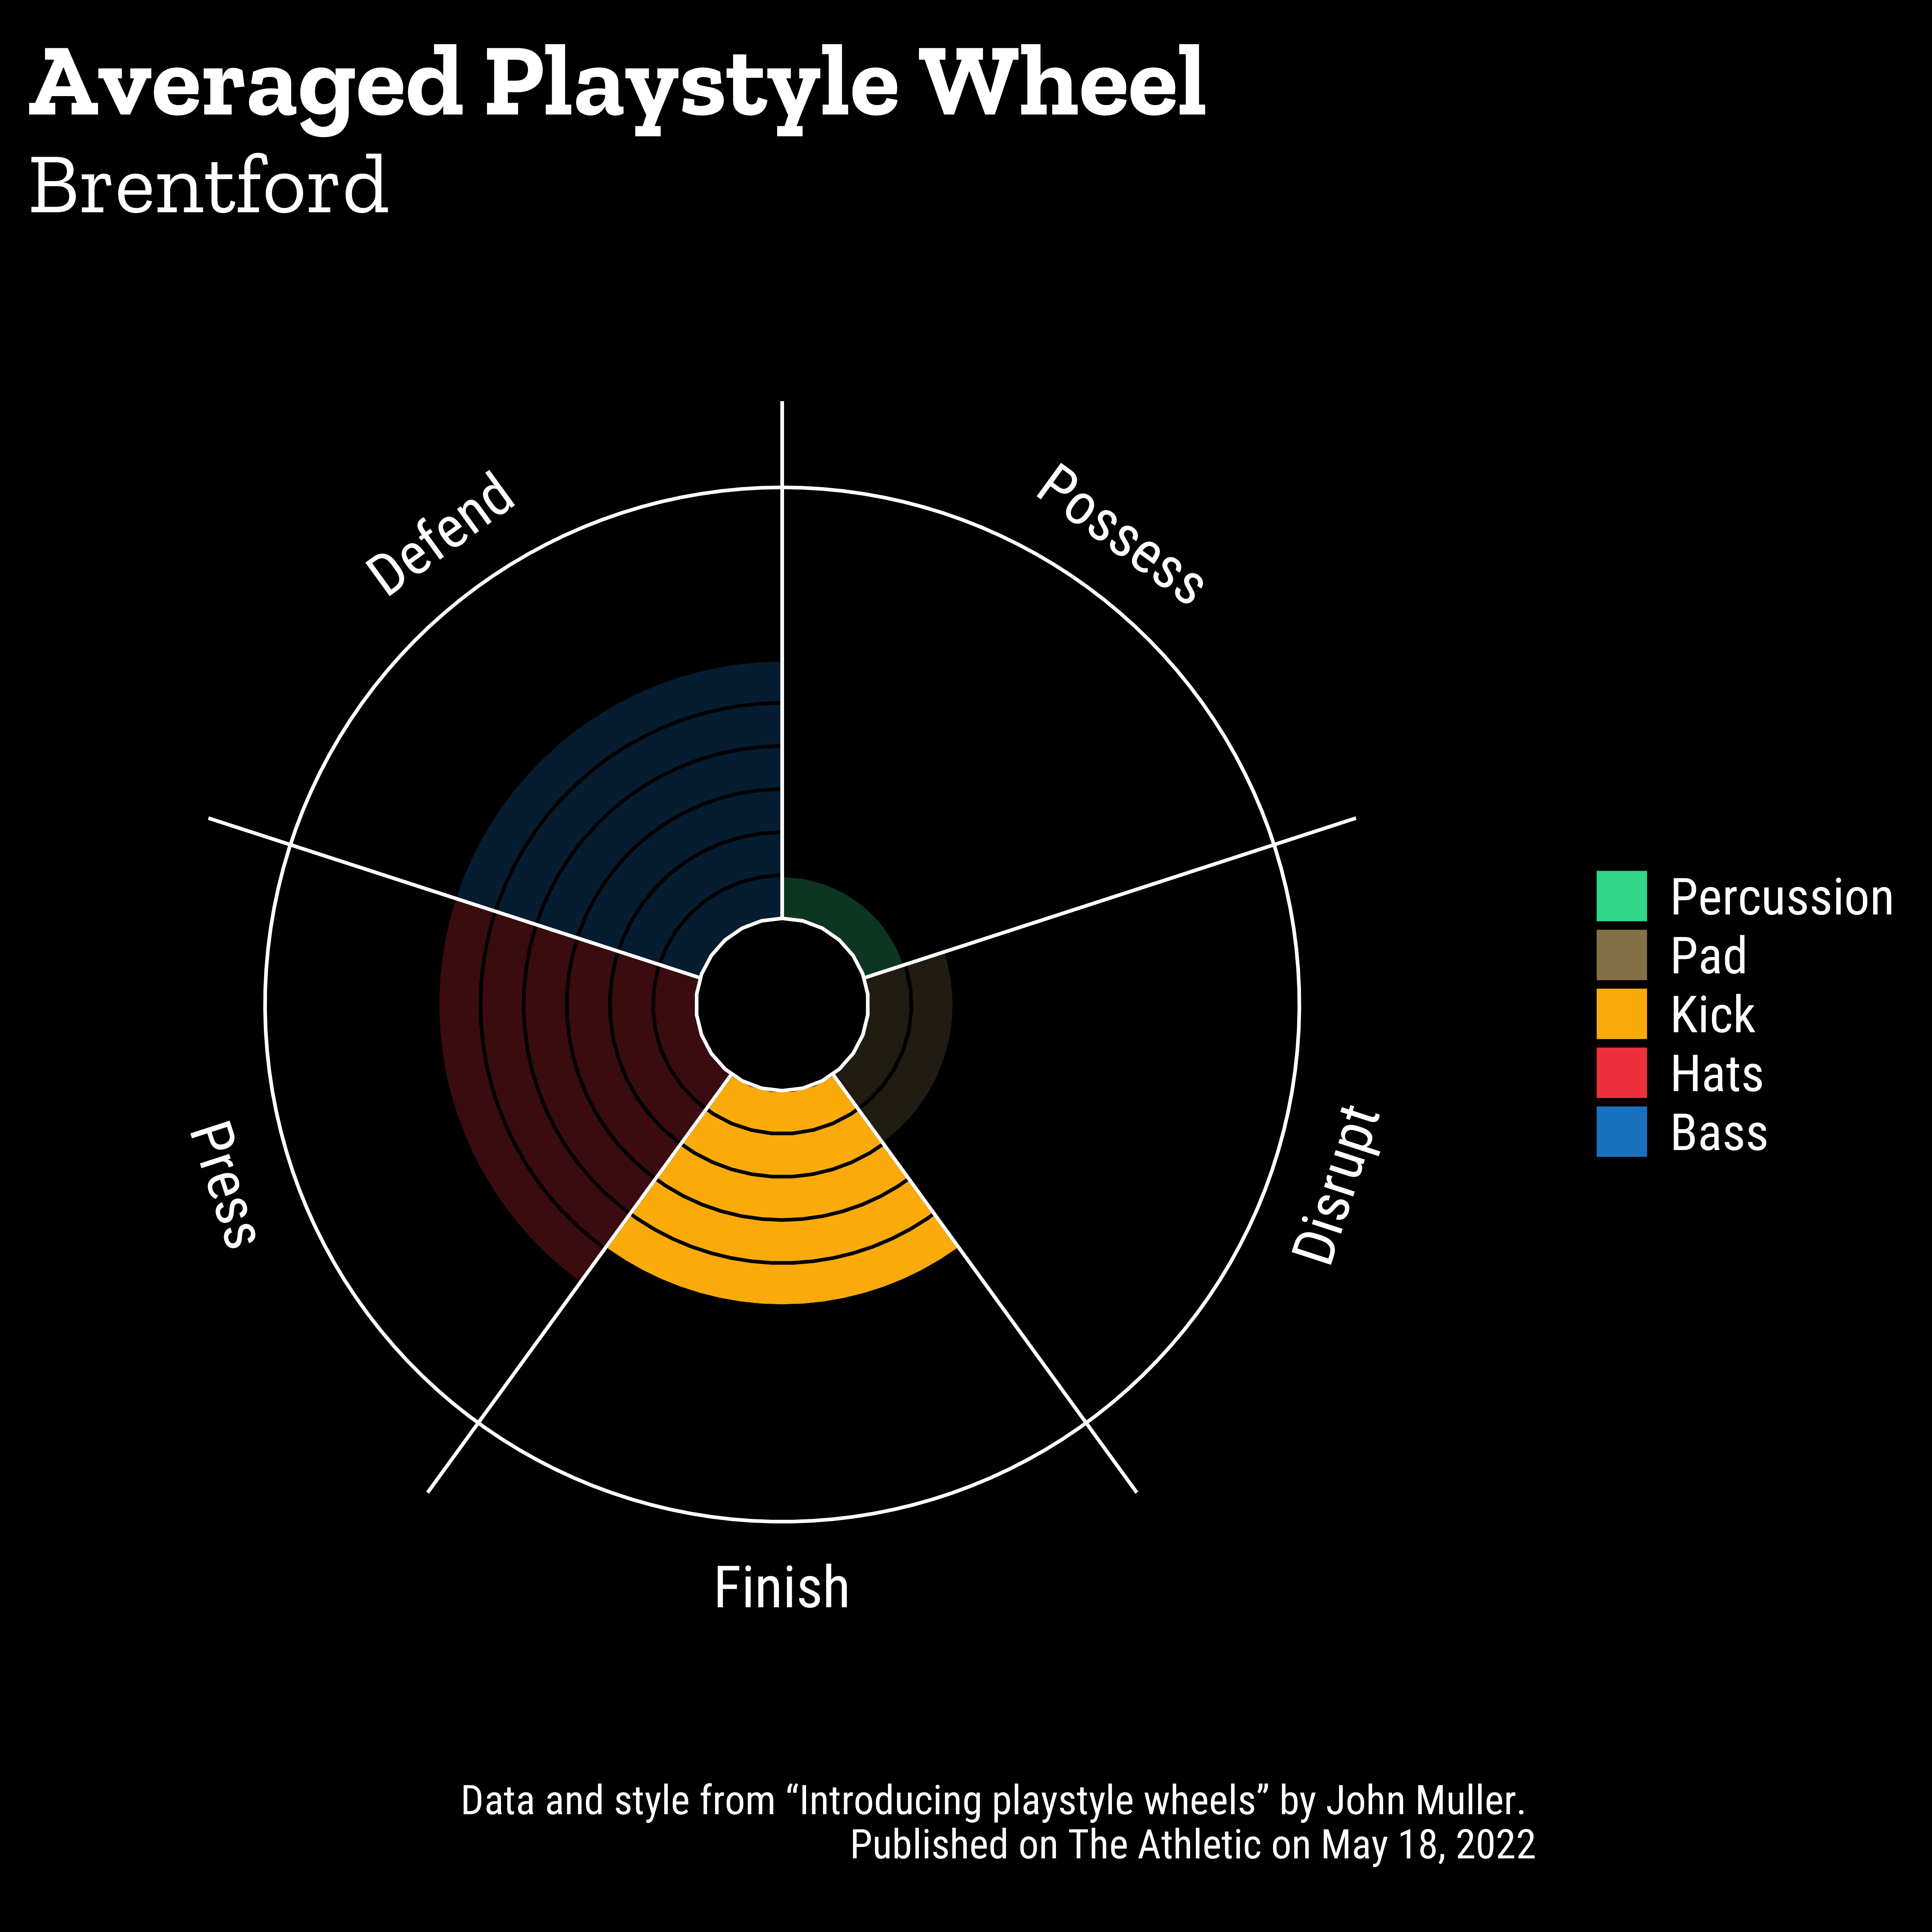 Averaged Playstyle Wheel
Brentford
Defend
Possess
Percussion
Pad
Kick
Hats
Bass
Press
Disrupt
Finish
Data and style from “Introducing playstyle wheels” by John Muller.
Published on The Athletic on May 18, 2022